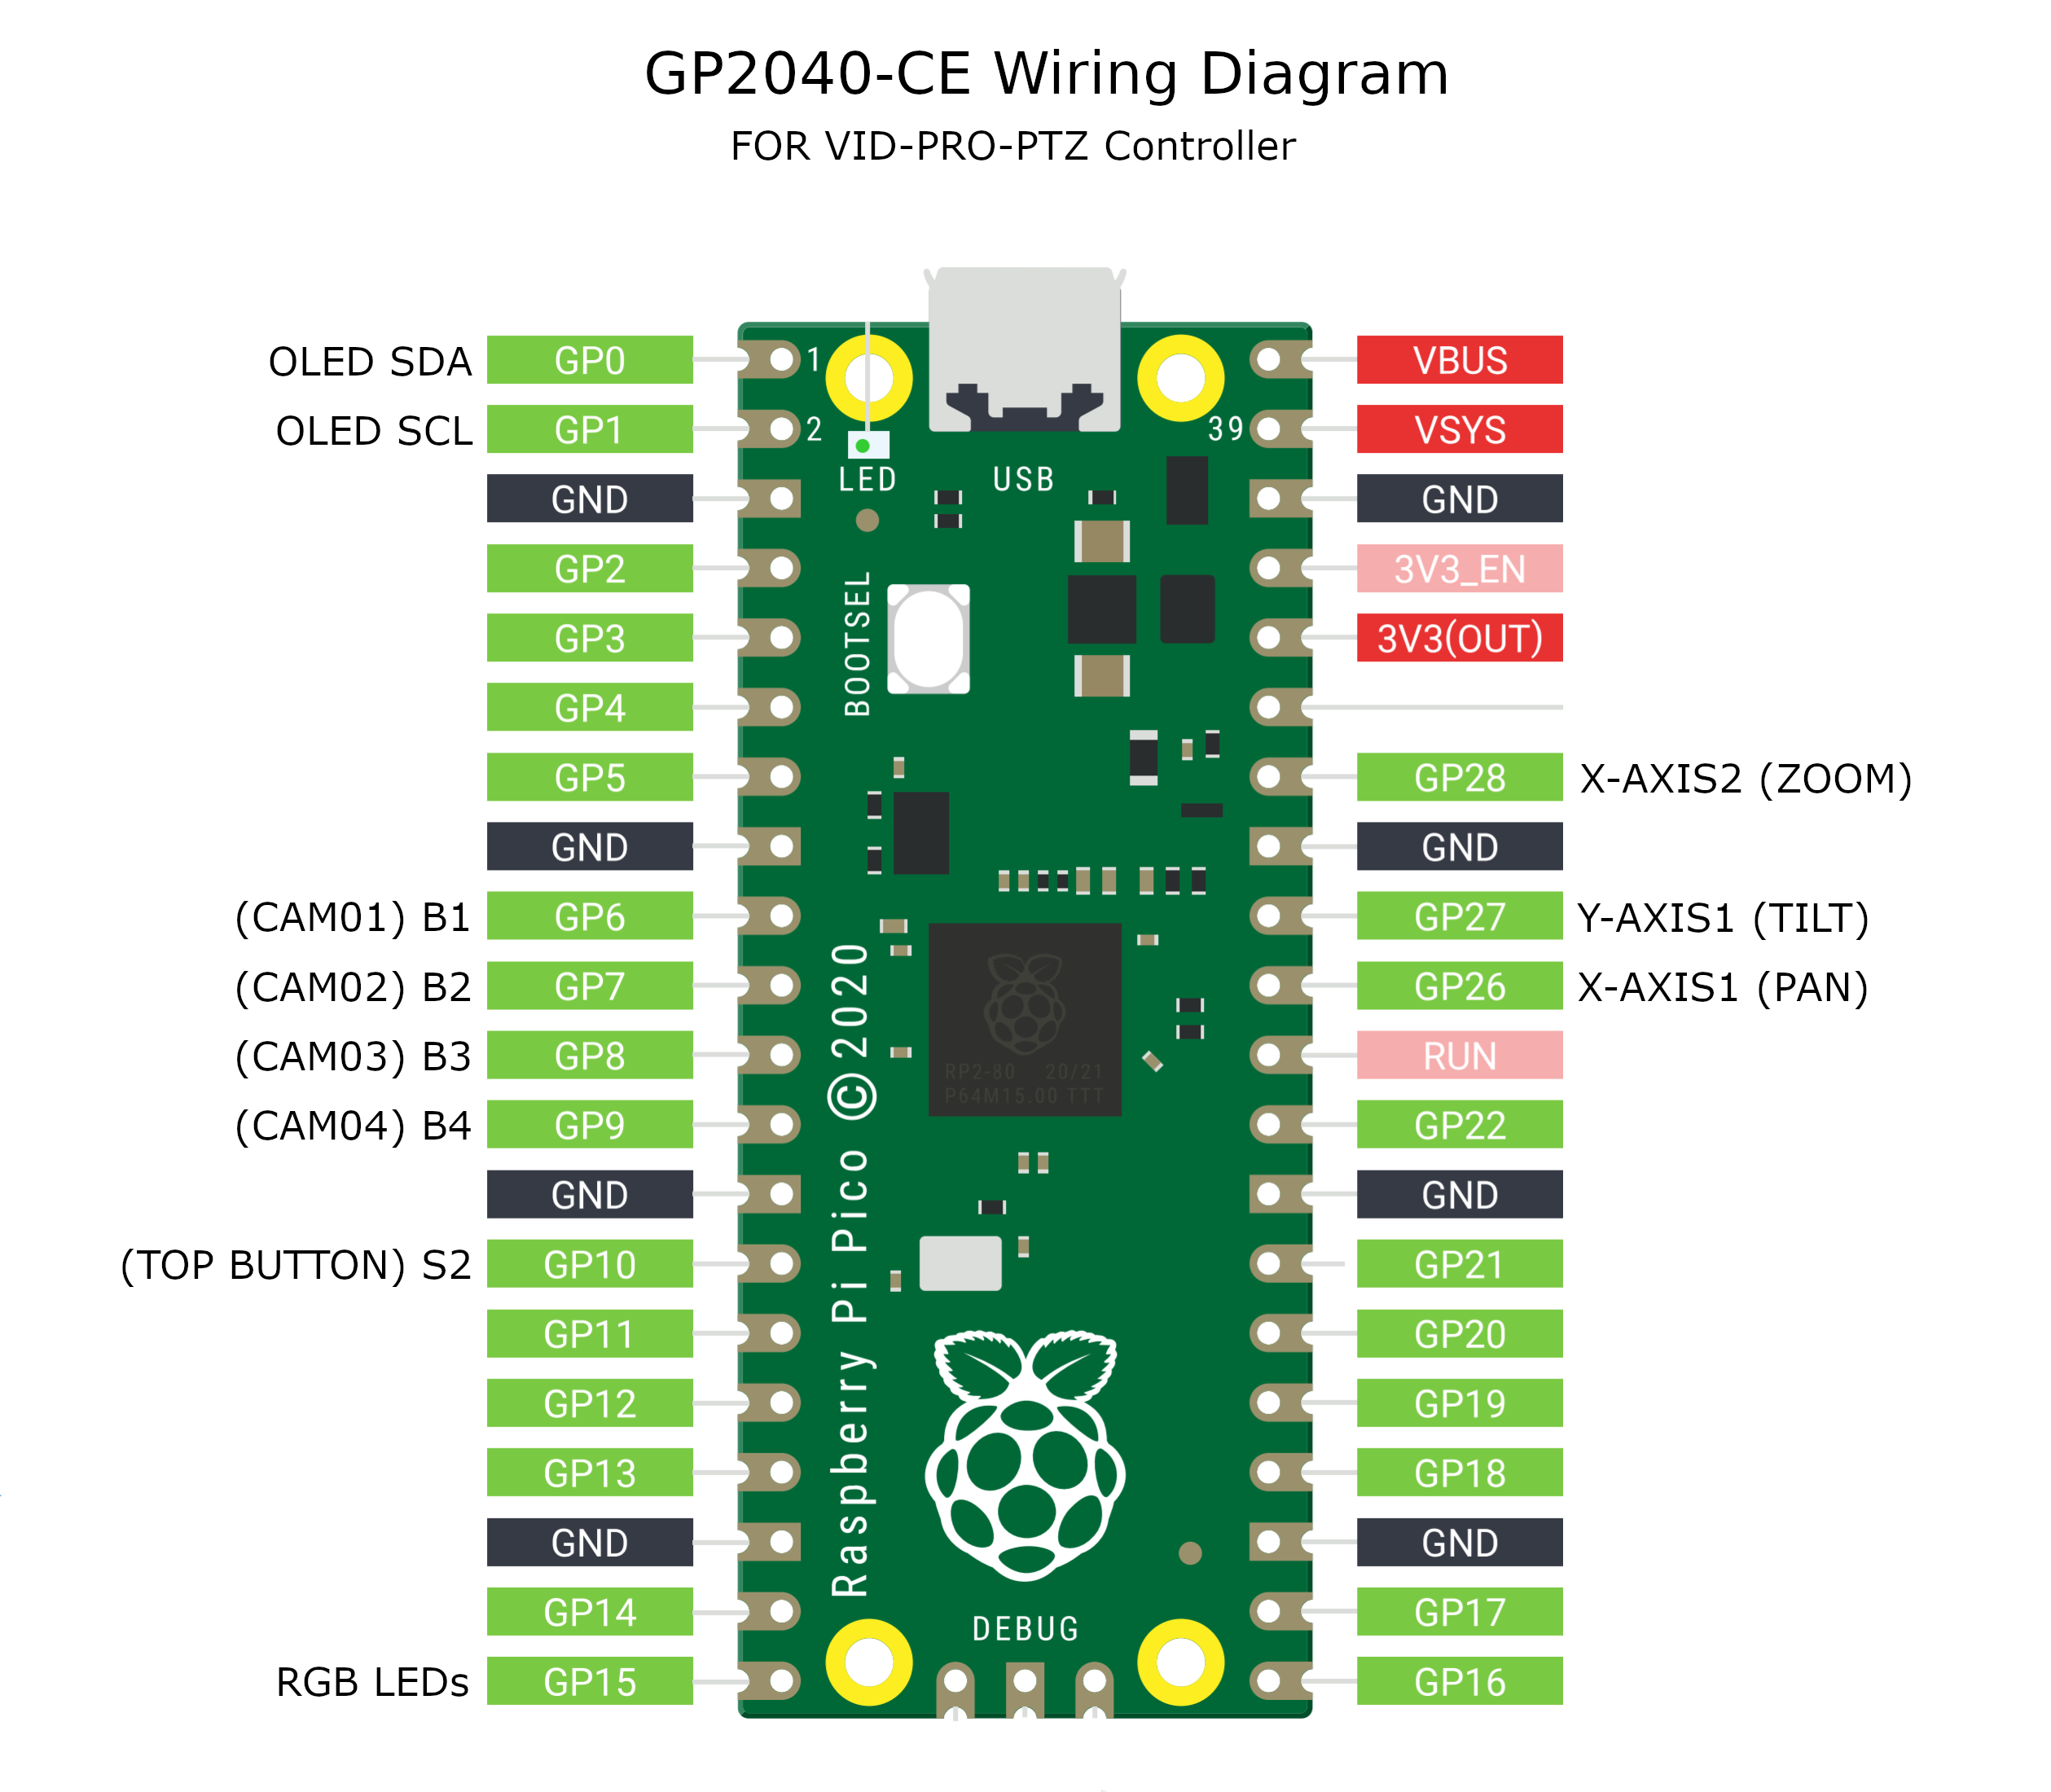 GP2040-CE Wiring Diagram
FOR VID-PRO-PTZ Controller
OLED SDA GP0 1 VBUS
OLED SCL GP1 2 39 VSYS
LED USB
GND GND
GP2 3V3_EN
BOOTSEL
GP3 3V3(OUT)
GP4
GP5 GP28 X-AXIS2 (ZOOM)
GND GND
(CAM01) B1 GP6 GP27 Y-AXIS1 (TILT)
(CAM02) B2 GP7 GP26 X-AXIS1 (PAN)
(CAM03) B3 GP8 RUN
RP2-80 20/21
P64M15.00 TTT
(CAM04) B4 GP9 GP22
GND GND
(TOP BUTTON) S2 GP10 GP21
Raspberry Pi Pico ©2020
GP11 GP20
GP12 GP19
GP13 GP18
GND GND
GP14 GP17
DEBUG
RGB LEDs GP15 GP16